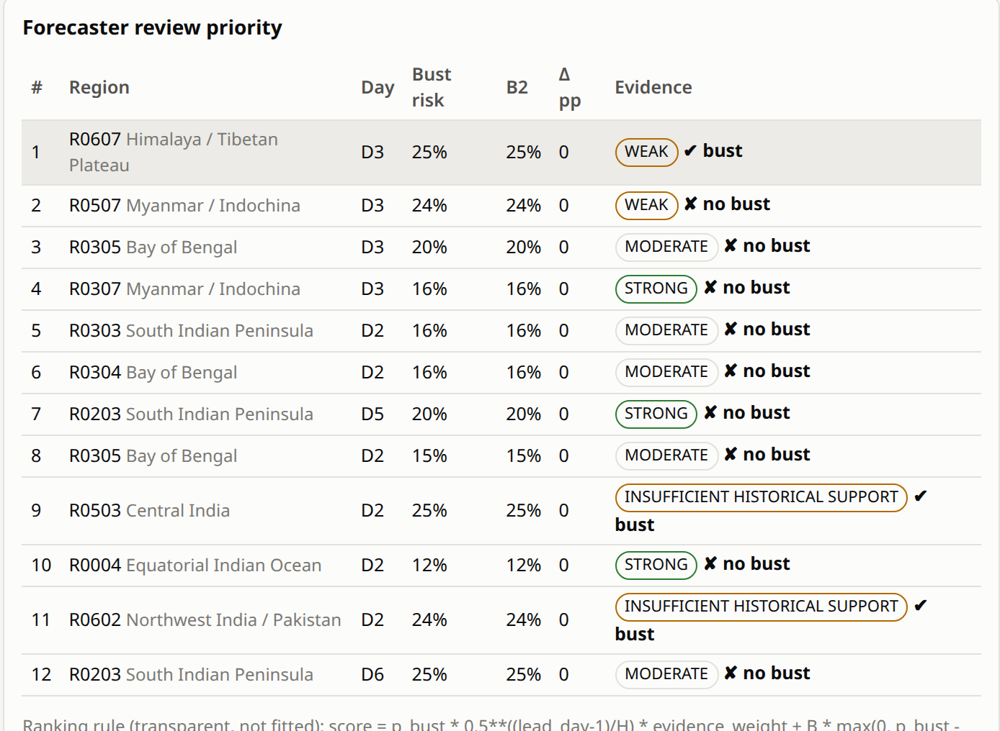 Forecaster review priority
# Region Day Bust risk B2 Δ pp Evidence
1 R0607 Himalaya / Tibetan Plateau D3 25% 25% 0 WEAK ✔ bust
2 R0507 Myanmar / Indochina D3 24% 24% 0 WEAK ✘ no bust
3 R0305 Bay of Bengal D3 20% 20% 0 MODERATE ✘ no bust
4 R0307 Myanmar / Indochina D3 16% 16% 0 STRONG ✘ no bust
5 R0303 South Indian Peninsula D2 16% 16% 0 MODERATE ✘ no bust
6 R0304 Bay of Bengal D2 16% 16% 0 MODERATE ✘ no bust
7 R0203 South Indian Peninsula D5 20% 20% 0 STRONG ✘ no bust
8 R0305 Bay of Bengal D2 15% 15% 0 MODERATE ✘ no bust
9 R0503 Central India D2 25% 25% 0 INSUFFICIENT HISTORICAL SUPPORT ✔ bust
10 R0004 Equatorial Indian Ocean D2 12% 12% 0 STRONG ✘ no bust
11 R0602 Northwest India / Pakistan D2 24% 24% 0 INSUFFICIENT HISTORICAL SUPPORT ✔ bust
12 R0203 South Indian Peninsula D6 25% 25% 0 MODERATE ✘ no bust
Ranking rule (transparent, not fitted): score = p_bust * 0.5**((lead_day-1)/H) * evidence_weight + B * max(0, p_bust -